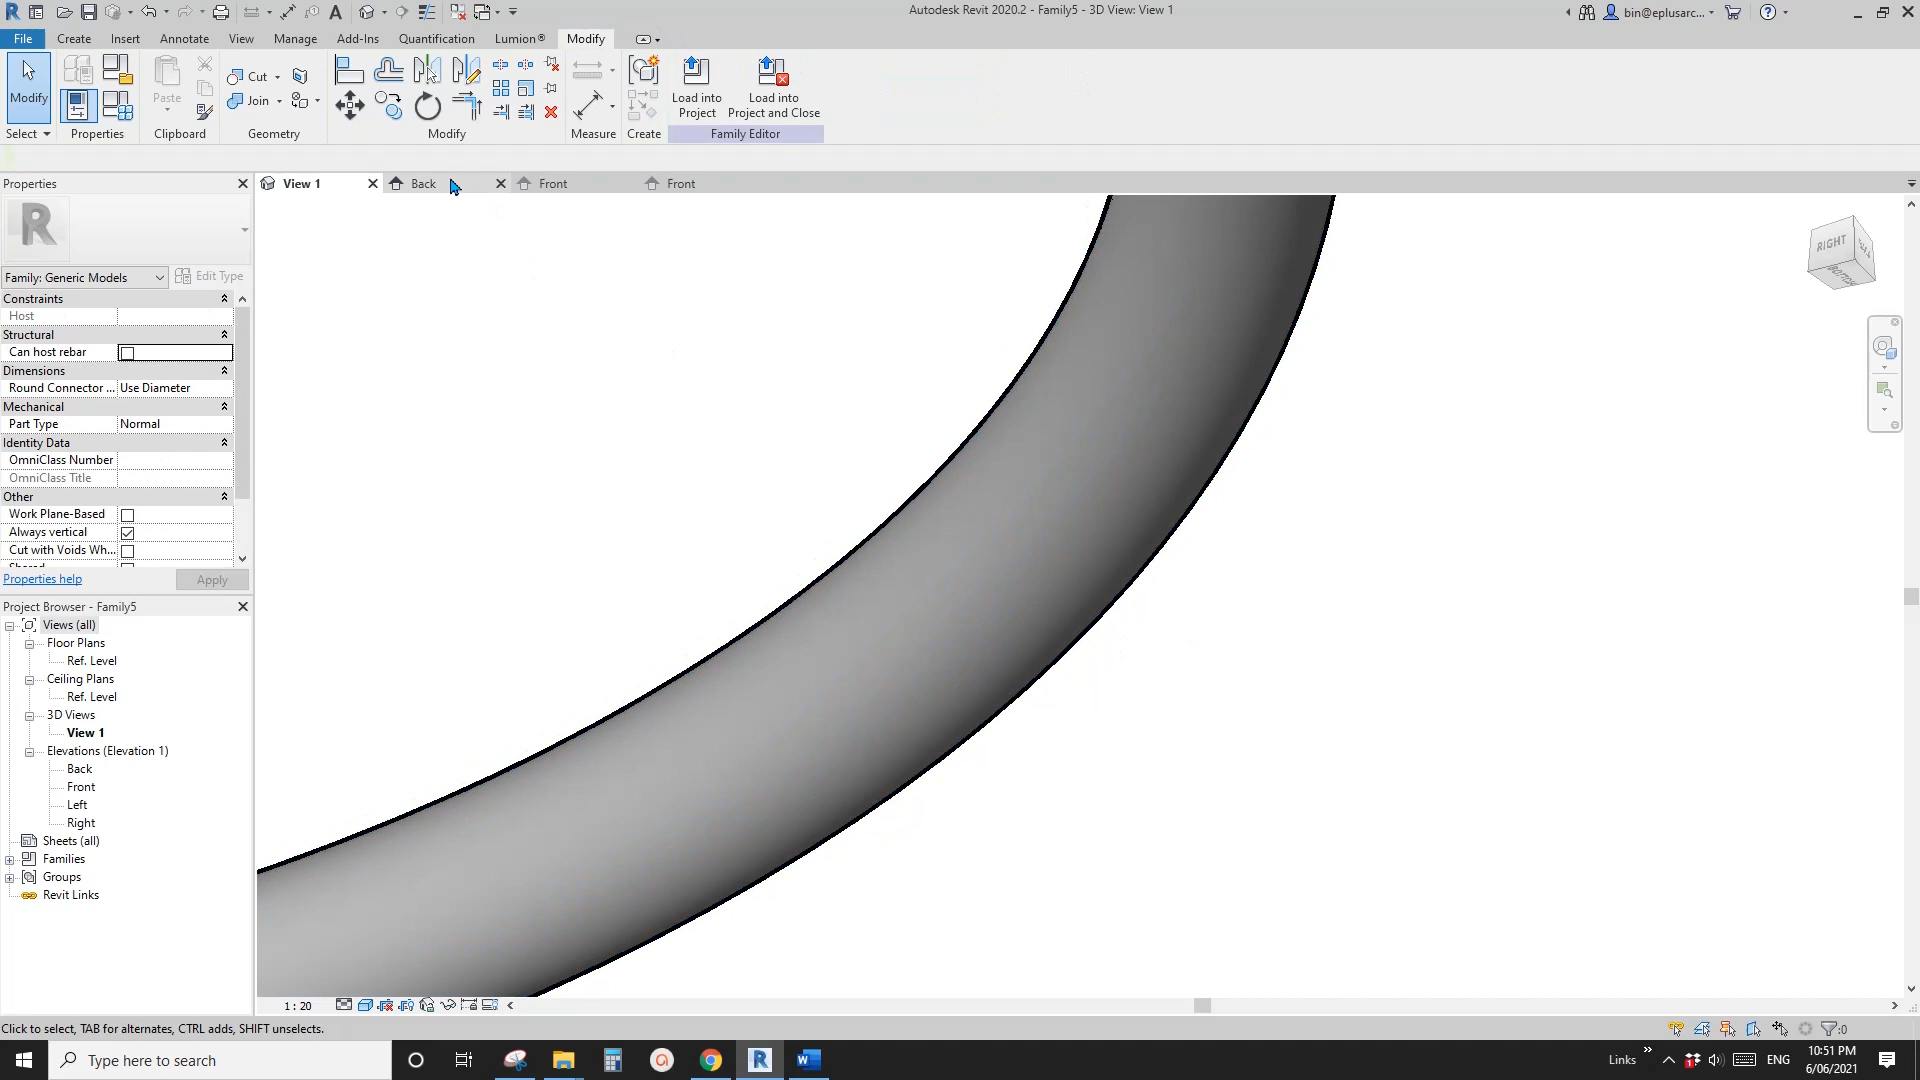 Autodesk Revit 2020.2 - Family5 - 3D View: View 1
bin@eplusarc...
File Create Insert Annotate View Manage Add-Ins Quantification Lumion® Modify
Modify
Paste
Cut
Join
Load into Project
Load into Project and Close
Select Properties Clipboard Geometry Modify Measure Create Family Editor
Properties
View 1 Back Front Front
R
Family: Generic Models Edit Type
Constraints
Host
Structural
Can host rebar
Dimensions
Round Connector ... Use Diameter
Mechanical
Part Type Normal
Identity Data
OmniClass Number
OmniClass Title
Other
Work Plane-Based
Always vertical
Cut with Voids Wh...
Properties help Apply
Project Browser - Family5
Views (all)
Floor Plans
Ref. Level
Ceiling Plans
Ref. Level
3D Views
View 1
Elevations (Elevation 1)
Back
Front
Left
Right
Sheets (all)
Families
Groups
Revit Links
RIGHT
BOTTOM
1 : 20
Click to select, TAB for alternates, CTRL adds, SHIFT unselects.
:0
Type here to search
Links
ENG
10:51 PM
6/06/2021